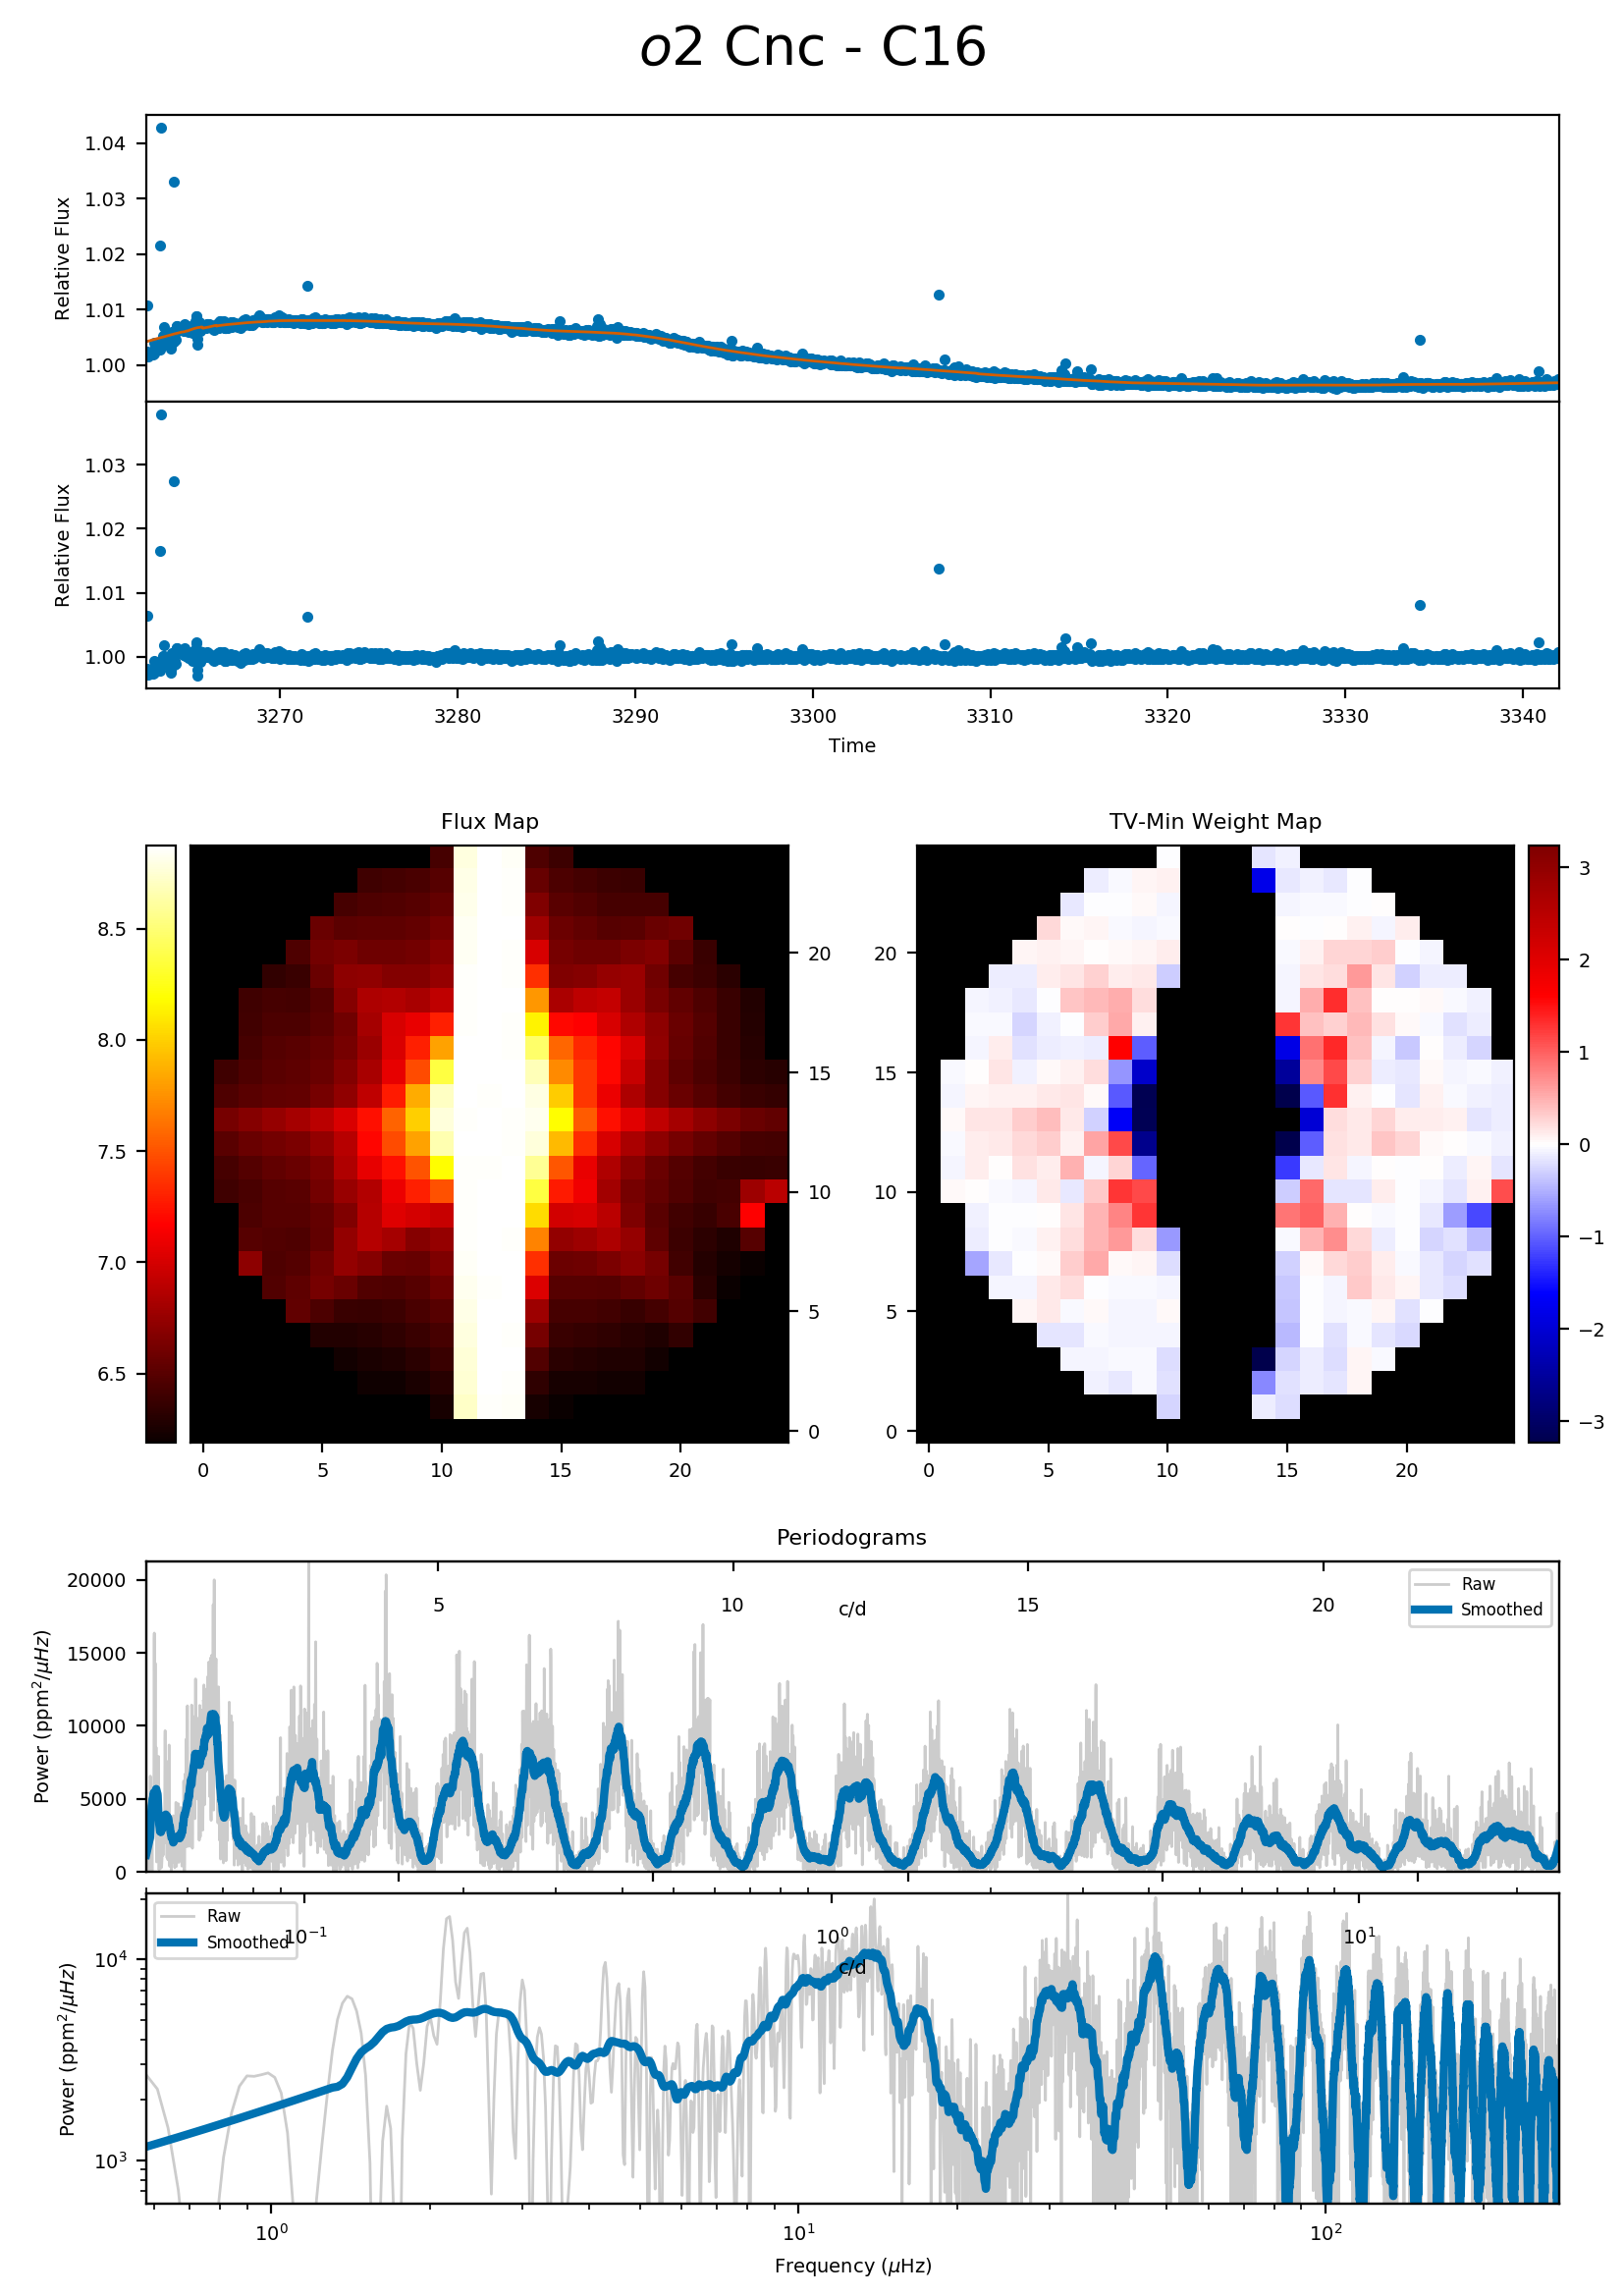 o2 Cnc - C16
1.04
1.03
1.02
1.01
1.00
Relative Flux
1.03
1.02
1.01
1.00
Relative Flux
3270 3280 3290 3300 3310 3320 3330 3340
Time
Flux Map
TV-Min Weight Map
8.5
8.0
7.5
7.0
6.5
20
15
10
5
0
0 5 10 15 20
20
15
10
5
0
0 5 10 15 20
3
2
1
0
−1
−2
−3
Periodograms
20000
15000
10000
5000
0
Power (ppm²/μHz)
5 10 15 20
c/d
Raw
Smoothed
Raw
Smoothed
10⁻¹ 10⁰ 10¹
c/d
10⁴
10³
Power (ppm²/μHz)
10⁰ 10¹ 10²
Frequency (μHz)